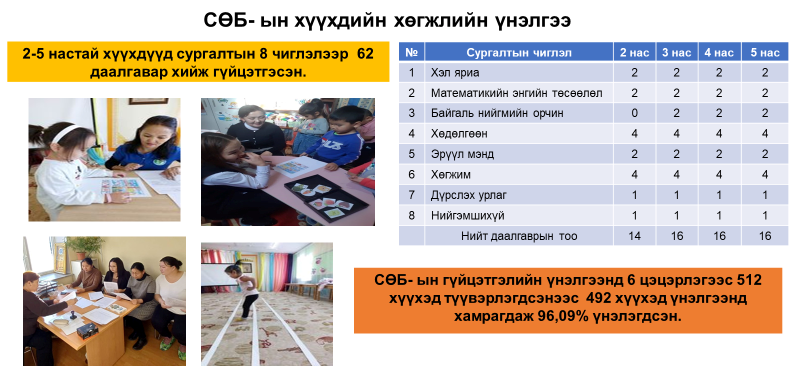 СӨБ- ын хүүхдийн хөгжлийн үнэлгээ
2-5 настай хүүхдүүд сургалтын 8 чиглэлээр 62
даалгавар хийж гүйцэтгэсэн.
№ Сургалтын чиглэл 2 нас 3 нас 4 нас 5 нас
1 Хэл яриа 2 2 2 2
2 Математикийн энгийн төсөөлөл 2 2 2 2
3 Байгаль нийгмийн орчин 0 2 2 2
4 Хөдөлгөөн 4 4 4 4
5 Эрүүл мэнд 2 2 2 2
6 Хөгжим 4 4 4 4
7 Дүрслэх урлаг 1 1 1 1
8 Нийгэмшихүй 1 1 1 1
Нийт даалгаврын тоо 14 16 16 16
СӨБ- ын гүйцэтгэлийн үнэлгээнд 6 цэцэрлэгээс 512
хүүхэд түүвэрлэгдсэнээс 492 хүүхэд үнэлгээнд
хамрагдаж 96,09% үнэлэгдсэн.